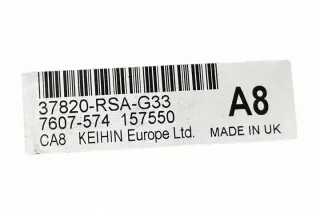 37820-RSA-G33
7607-574 157550
CA8 KEIHIN Europe Ltd.
A8
MADE IN UK